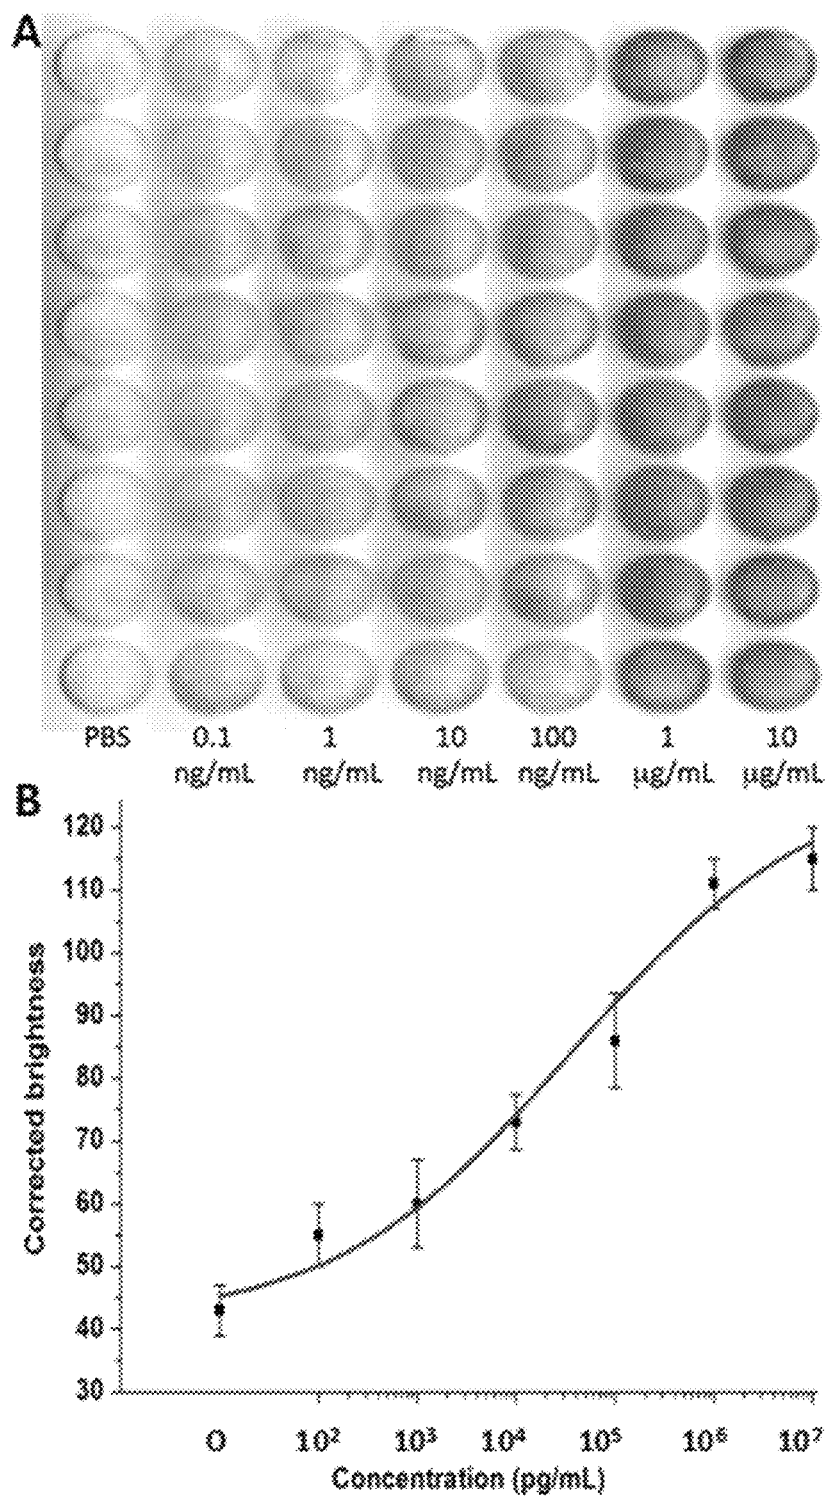 A
PBS 0.1 1 10 100 1 10
ng/mL ng/mL ng/mL ng/mL µg/mL µg/mL
B
120
110
100
90
80
70
60
50
40
30
Corrected brightness
O 10² 10³ 10⁴ 10⁵ 10⁶ 10⁷
Concentration (pg/mL)